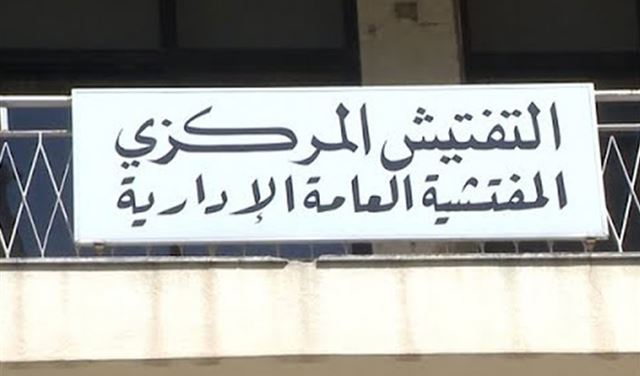 التفتيش المركزي
المفتشية العامة الإدارية